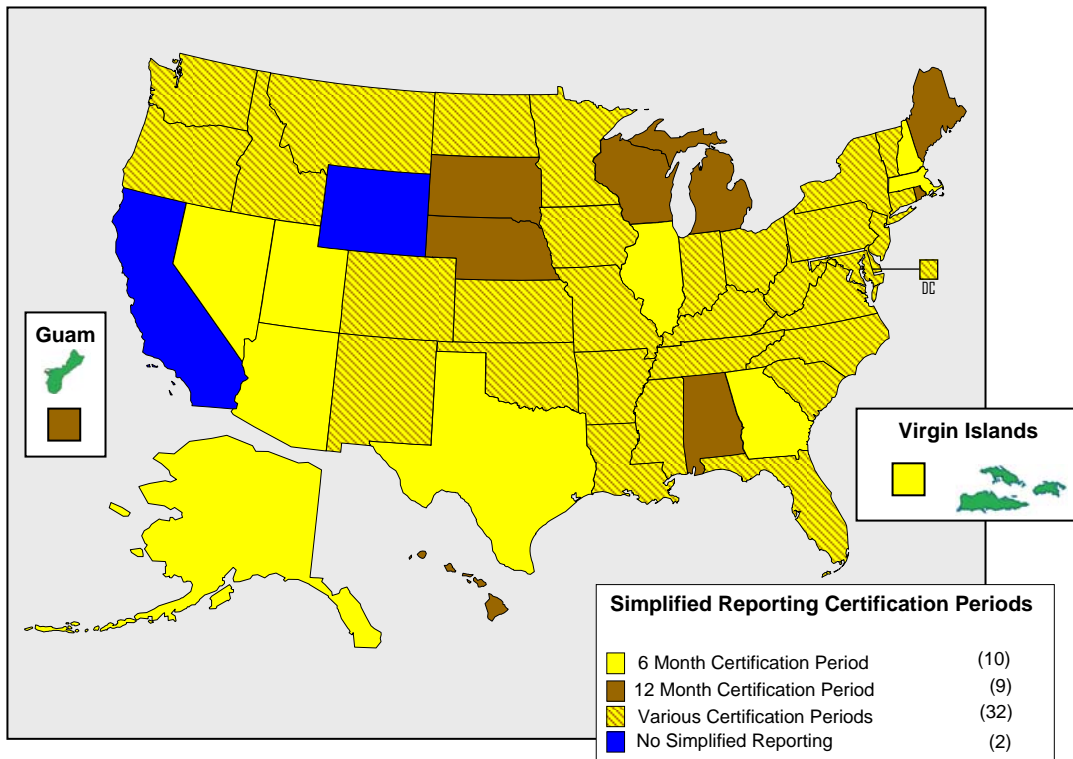 DC
Guam
Virgin Islands
Simplified Reporting Certification Periods
6 Month Certification Period (10)
12 Month Certification Period (9)
Various Certification Periods (32)
No Simplified Reporting (2)